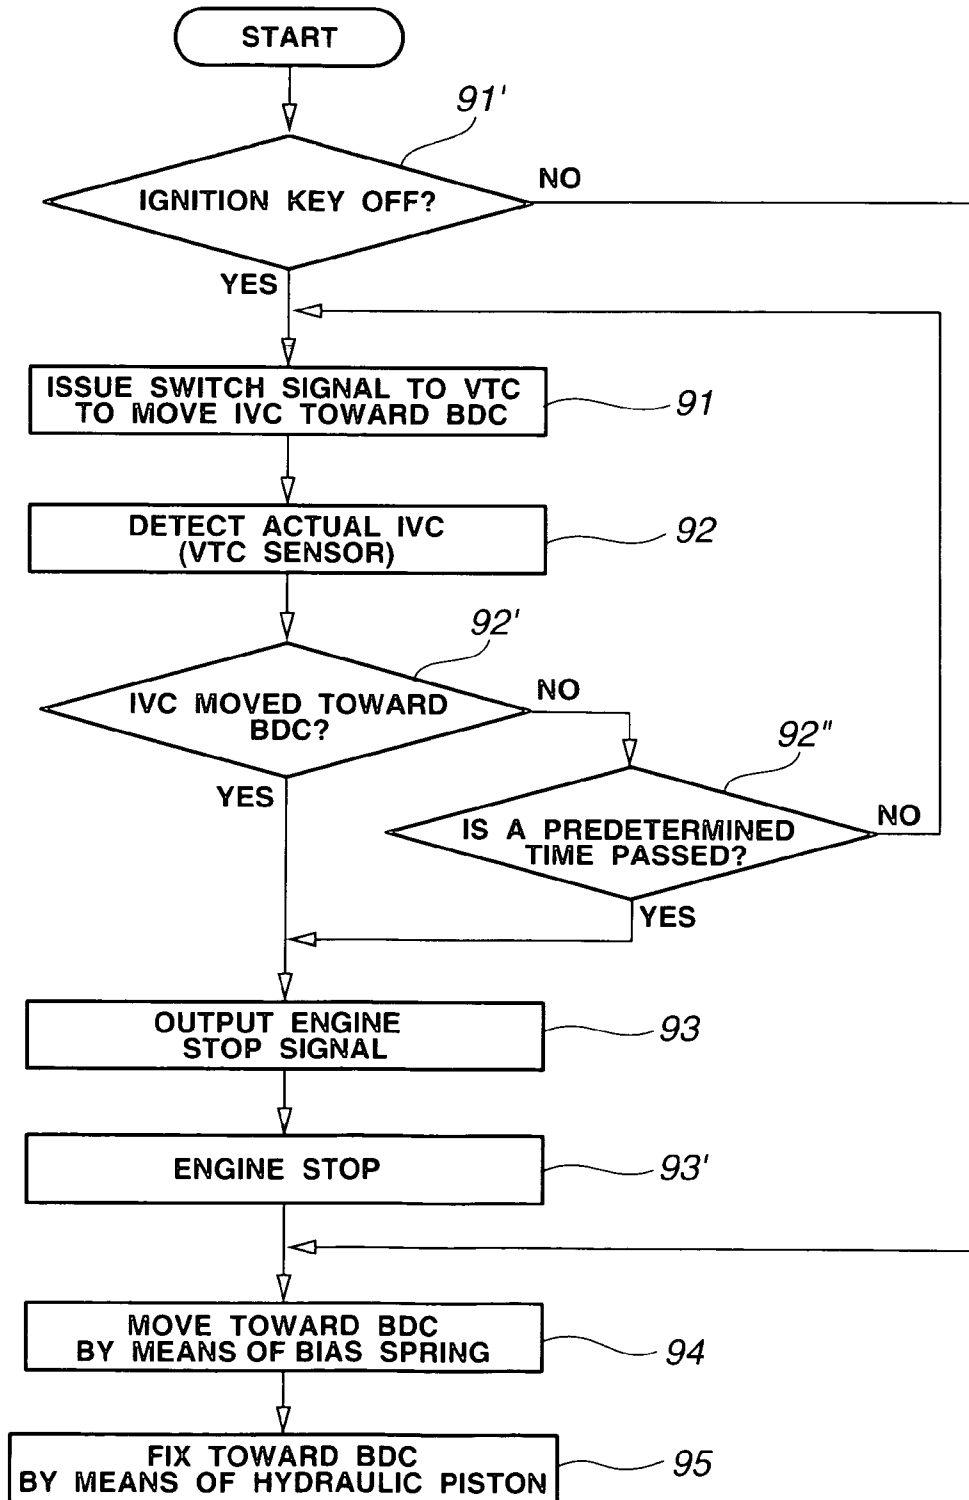 START
91'
IGNITION KEY OFF?
NO
YES
ISSUE SWITCH SIGNAL TO VTC
TO MOVE IVC TOWARD BDC
91
DETECT ACTUAL IVC
(VTC SENSOR)
92
92'
IVC MOVED TOWARD
BDC?
NO
YES
92"
IS A PREDETERMINED
TIME PASSED?
NO
YES
OUTPUT ENGINE
STOP SIGNAL
93
ENGINE STOP
93'
MOVE TOWARD BDC
BY MEANS OF BIAS SPRING
94
FIX TOWARD BDC
BY MEANS OF HYDRAULIC PISTON
95